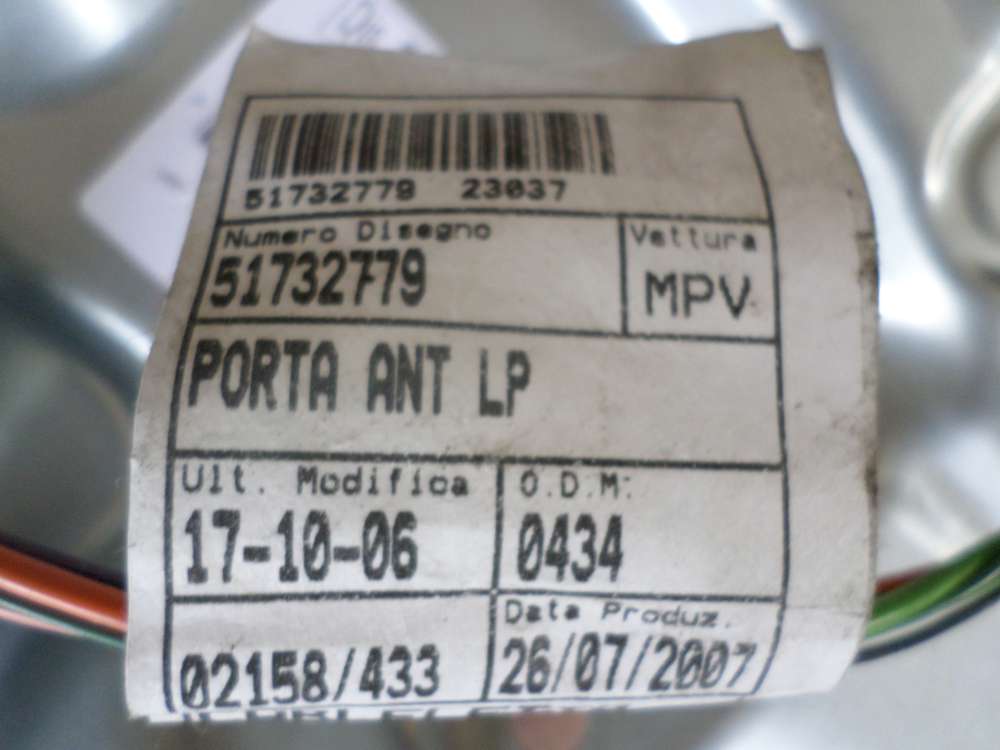 51732779 23037
Numero Disegno
51732779
Vettura
MPV
PORTA ANT LP
Ult. Modifica
17-10-06
O.D.M:
0434
02158/433
Data Produz.
26/07/2007